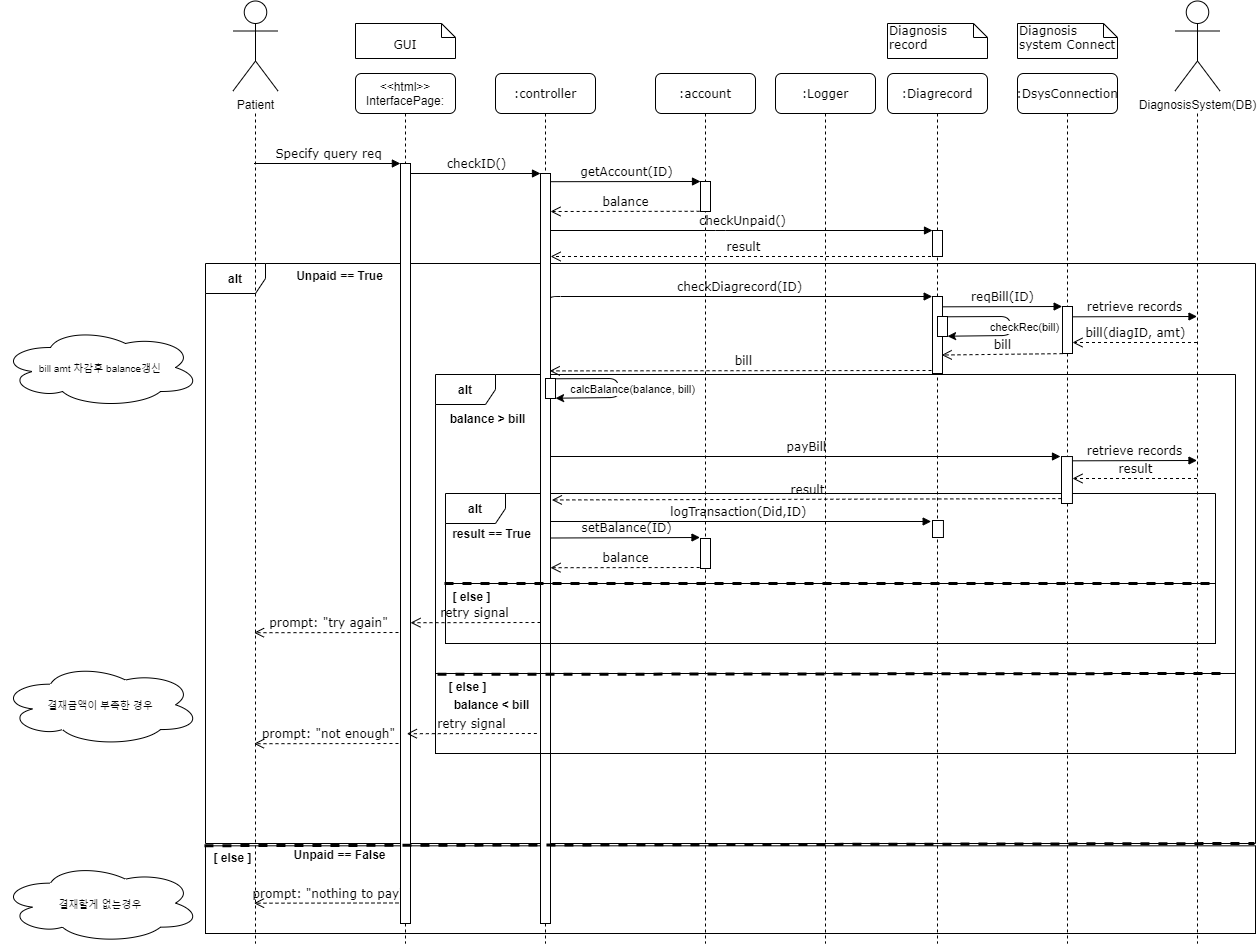 GUI
Diagnosis
record
Diagnosis
system Connect
Patient
<<html>>
InterfacePage:
:controller
:account
:Logger
:Diagrecord
:DsysConnection
DiagnosisSystem(DB)
Specify query req
checkID()
getAccount(ID)
balance
checkUnpaid()
result
alt
Unpaid == True
checkDiagrecord(ID)
reqBill(ID)
retrieve records
checkRec(bill)
bill(diagID, amt)
bill
bill
bill amt 차감후 balance갱신
alt
calcBalance(balance, bill)
balance > bill
payBill
retrieve records
result
result
alt
logTransaction(Did,ID)
result == True
setBalance(ID)
balance
[ else ]
retry signal
prompt: "try again"
[ else ]
결재금액이 부족한 경우
balance < bill
retry signal
prompt: "not enough"
[ else ]
Unpaid == False
prompt: "nothing to pay
결재할게 없는경우